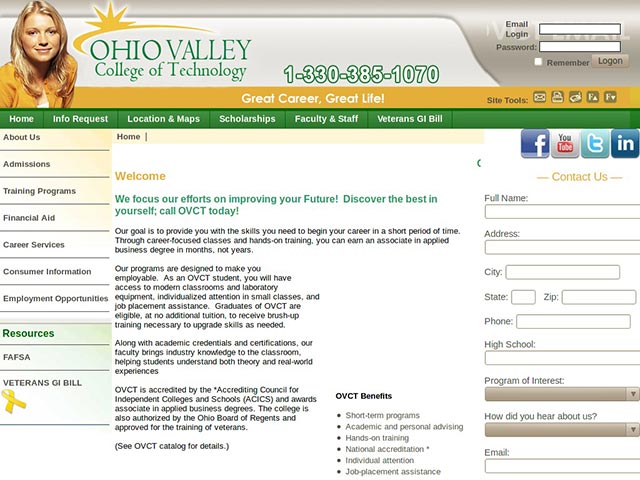 OHIO VALLEY
College of Technology
1-330-385-1070
Great Career, Great Life!
Email Login
Password:
Remember
Logon
Site Tools:
Home
Info Request
Location & Maps
Scholarships
Faculty & Staff
Veterans GI Bill
About Us
Admissions
Training Programs
Financial Aid
Career Services
Consumer Information
Employment Opportunities
Resources
FAFSA
VETERANS GI BILL
Home |
Welcome
We focus our efforts on improving your Future! Discover the best in
yourself; call OVCT today!
Our goal is to provide you with the skills you need to begin your career in a short period of time.
Through career-focused classes and hands-on training, you can earn an associate in applied
business degree in months, not years.
Our programs are designed to make you
employable. As an OVCT student, you will have
access to modern classrooms and laboratory
equipment, individualized attention in small classes, and
job placement assistance. Graduates of OVCT are
eligible, at no additional tuition, to receive brush-up
training necessary to upgrade skills as needed.
Along with academic credentials and certifications, our
faculty brings industry knowledge to the classroom,
helping students understand both theory and real-world
experiences
OVCT is accredited by the *Accrediting Council for
Independent Colleges and Schools (ACICS) and awards
associate in applied business degrees. The college is
also authorized by the Ohio Board of Regents and
approved for the training of veterans.
(See OVCT catalog for details.)
OVCT Benefits
Short-term programs
Academic and personal advising
Hands-on training
National accreditation *
Individual attention
Job-placement assistance
f
You Tube
t
in
— Contact Us —
Full Name:
Address:
City:
State:
Zip:
Phone:
High School:
Program of Interest:
How did you hear about us?
Email: